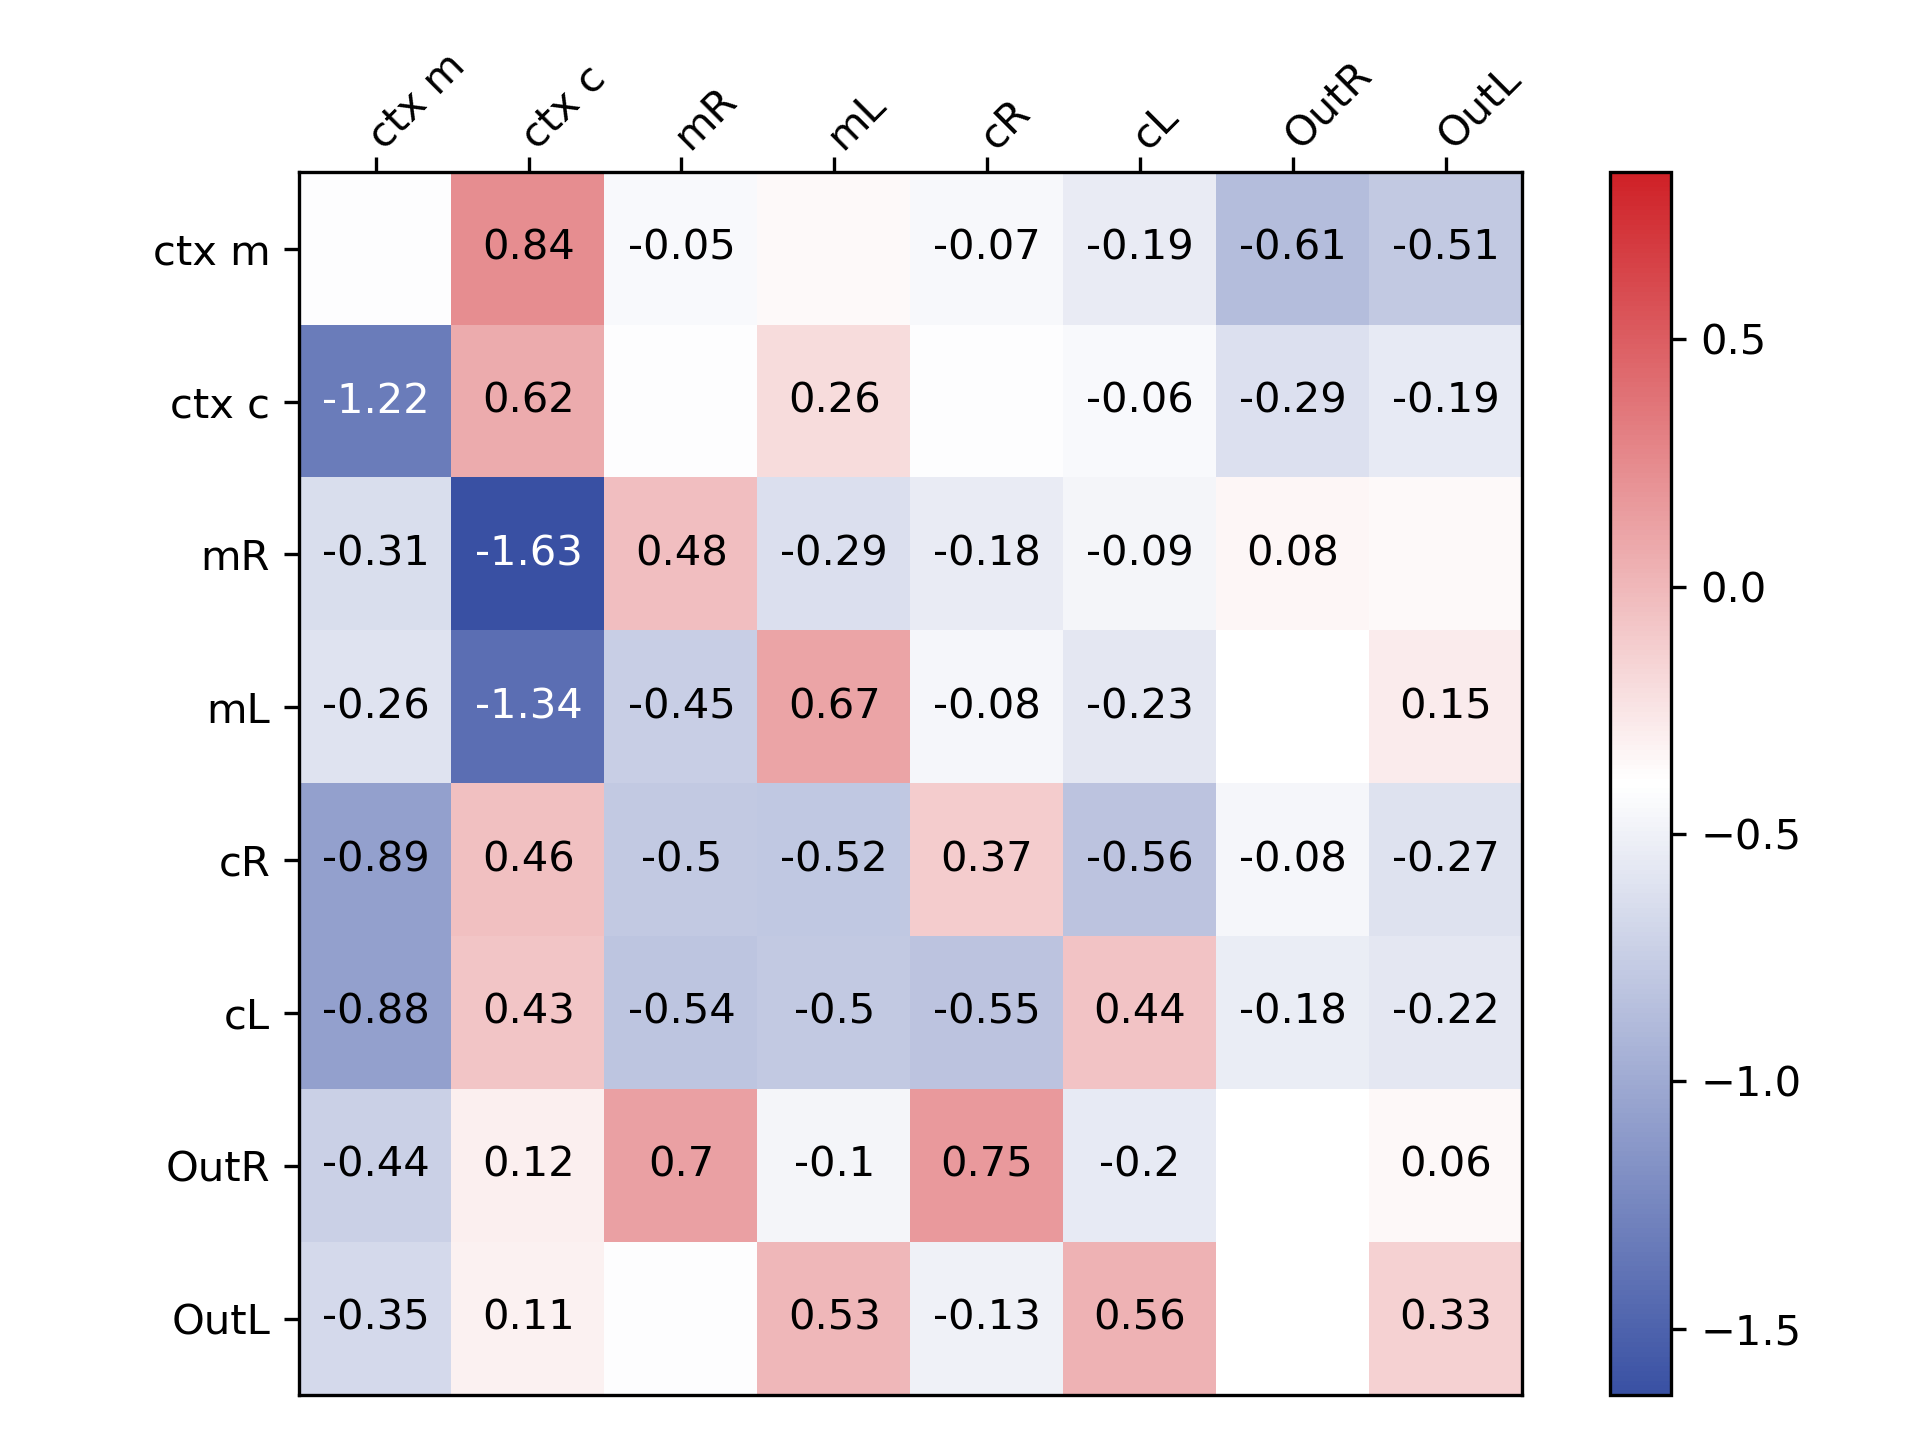 ctx m ctx c mR mL cR cL OutR OutL
ctx m 0.84 -0.05 -0.07 -0.19 -0.61 -0.51
ctx c -1.22 0.62 0.26 -0.06 -0.29 -0.19
mR -0.31 -1.63 0.48 -0.29 -0.18 -0.09 0.08
mL -0.26 -1.34 -0.45 0.67 -0.08 -0.23 0.15
cR -0.89 0.46 -0.5 -0.52 0.37 -0.56 -0.08 -0.27
cL -0.88 0.43 -0.54 -0.5 -0.55 0.44 -0.18 -0.22
OutR -0.44 0.12 0.7 -0.1 0.75 -0.2 0.06
OutL -0.35 0.11 0.53 -0.13 0.56 0.33
0.5
0.0
−0.5
−1.0
−1.5